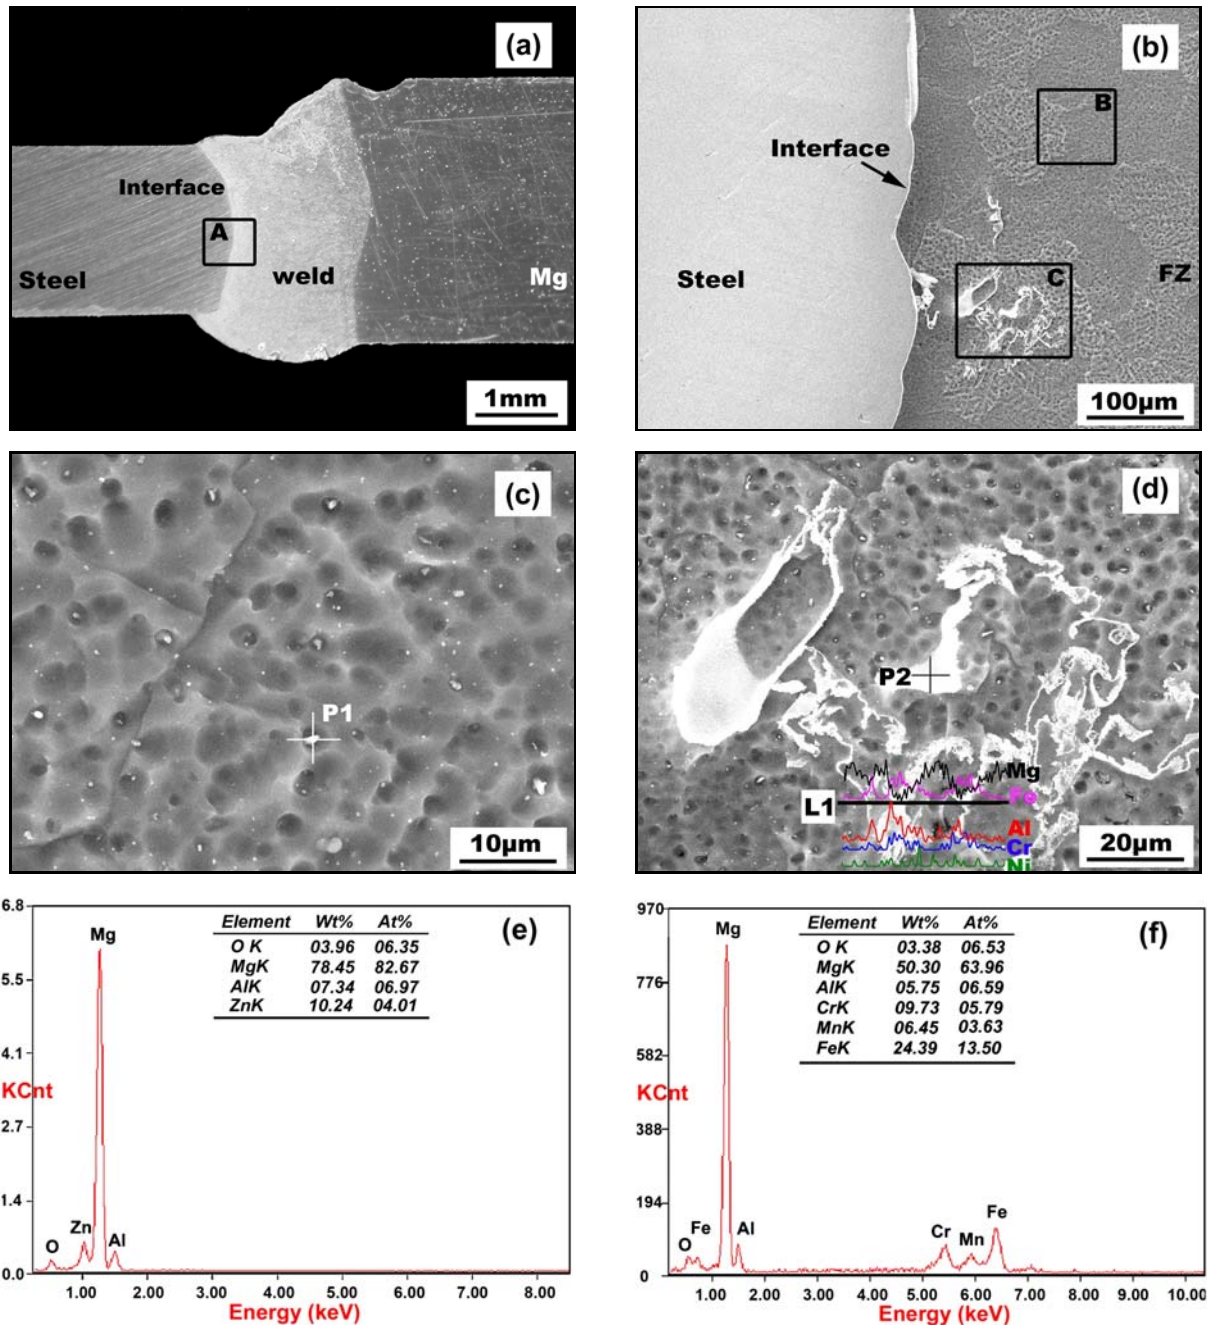 (a)
Interface
A
Steel
weld
Mg
1mm
(b)
B
Interface
C
Steel
FZ
100μm
(c)
P1
10μm
(d)
P2
Mg
Fe
L1
Al
Cr
Ni
20μm
6.8
5.5
4.1
KCnt
2.7
1.4
0.0
(e)
Element Wt% At%
O K 03.96 06.35
MgK 78.45 82.67
AlK 07.34 06.97
ZnK 10.24 04.01
Mg
O
Zn
Al
1.00 2.00 3.00 4.00 5.00 6.00 7.00 8.00
Energy (keV)
970
776
582
KCnt
388
194
0
(f)
Element Wt% At%
O K 03.38 06.53
MgK 50.30 63.96
AlK 05.75 06.59
CrK 09.73 05.79
MnK 06.45 03.63
FeK 24.39 13.50
Mg
O
Fe
Al
Cr
Mn
Fe
1.00 2.00 3.00 4.00 5.00 6.00 7.00 8.00 9.00 10.00
Energy (keV)